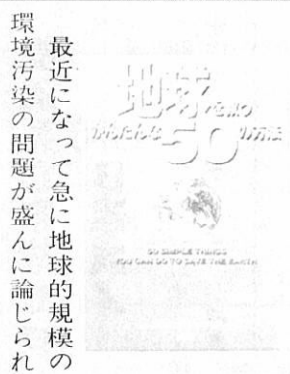 最近になって急に地球的規模の
環境汚染の問題が盛んに論じられ
地球を救う
かんたんな50の方法
50 SIMPLE THINGS
YOU CAN DO TO SAVE THE EARTH